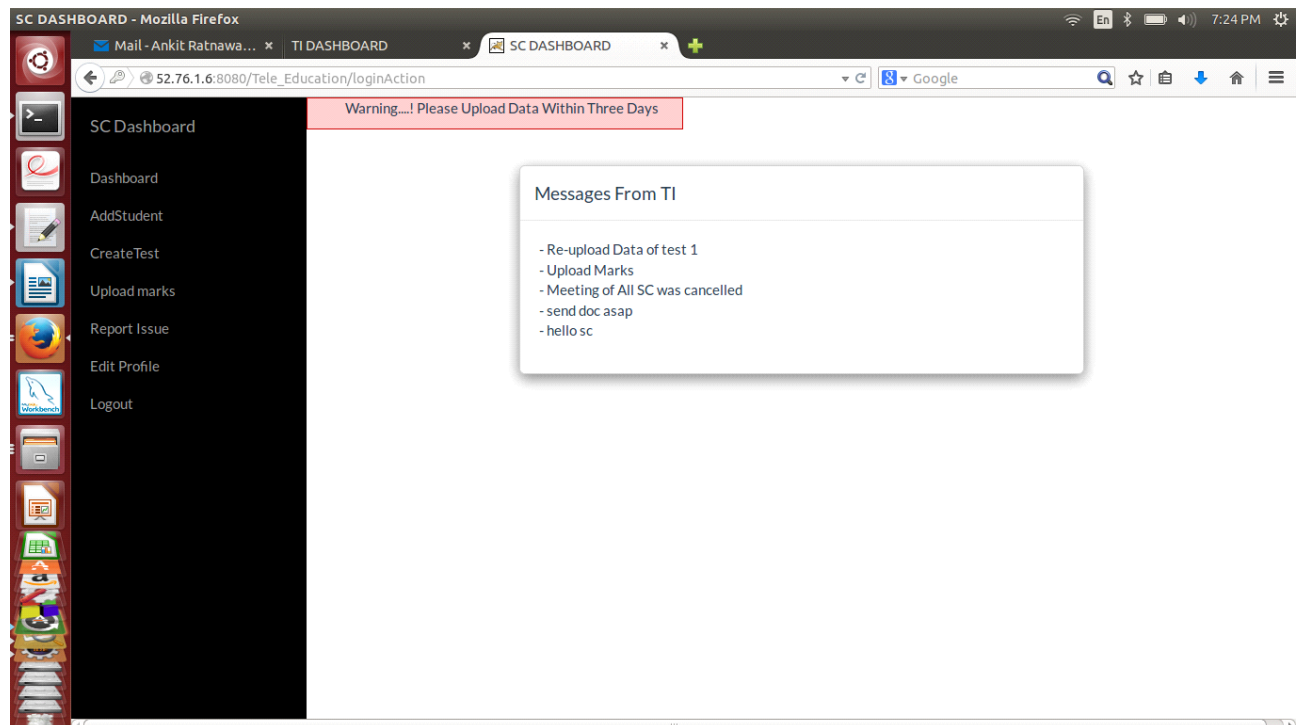 SC DASHBOARD - Mozilla Firefox
En
7:24 PM
Mail - Ankit Ratnawa... ×
TI DASHBOARD ×
SC DASHBOARD ×
52.76.1.6:8080/Tele_Education/loginAction
8 Google
Warning....! Please Upload Data Within Three Days
SC Dashboard
Dashboard
AddStudent
CreateTest
Upload marks
Report Issue
Edit Profile
Logout
Messages From TI
- Re-upload Data of test 1
- Upload Marks
- Meeting of All SC was cancelled
- send doc asap
- hello sc
Workbench